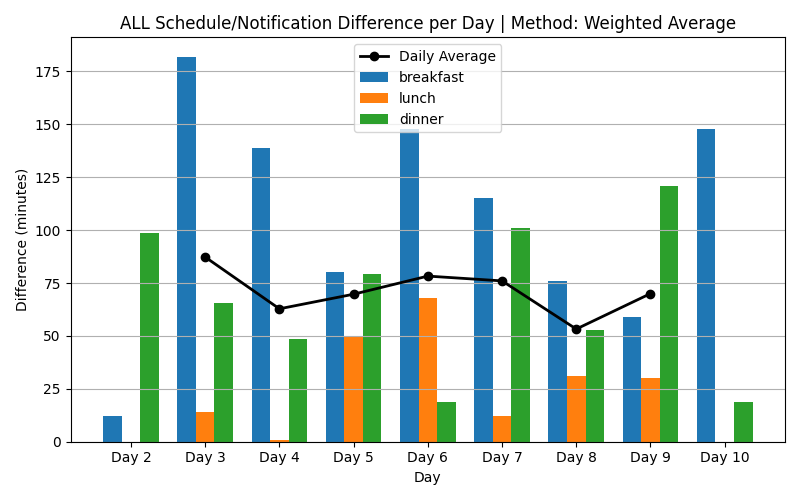 ALL Schedule/Notification Difference per Day | Method: Weighted Average
Daily Average
breakfast
lunch
dinner
Difference (minutes)
175
150
125
100
75
50
25
0
Day 2 Day 3 Day 4 Day 5 Day 6 Day 7 Day 8 Day 9 Day 10
Day